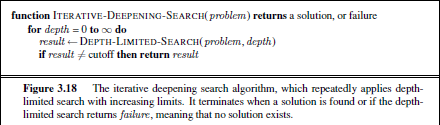 function ITERATIVE-DEEPENING-SEARCH(problem) returns a solution, or failure
for depth = 0 to ∞ do
result ← DEPTH-LIMITED-SEARCH(problem, depth)
if result ≠ cutoff then return result
Figure 3.18 The iterative deepening search algorithm, which repeatedly applies depth-
limited search with increasing limits. It terminates when a solution is found or if the depth-
limited search returns failure, meaning that no solution exists.